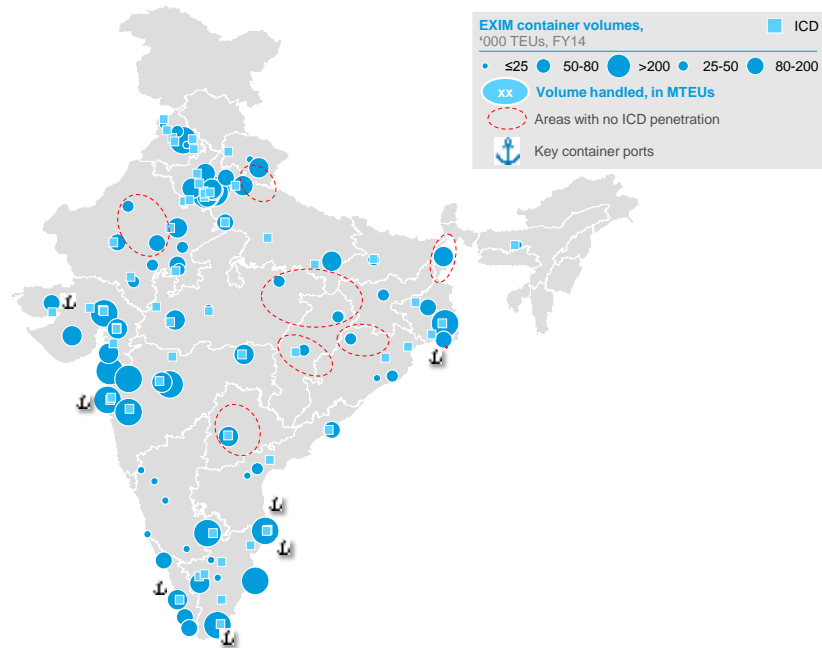 EXIM container volumes,
ICD
‘000 TEUs, FY14
≤25 50-80 >200 25-50 80-200
xx Volume handled, in MTEUs
Areas with no ICD penetration
Key container ports